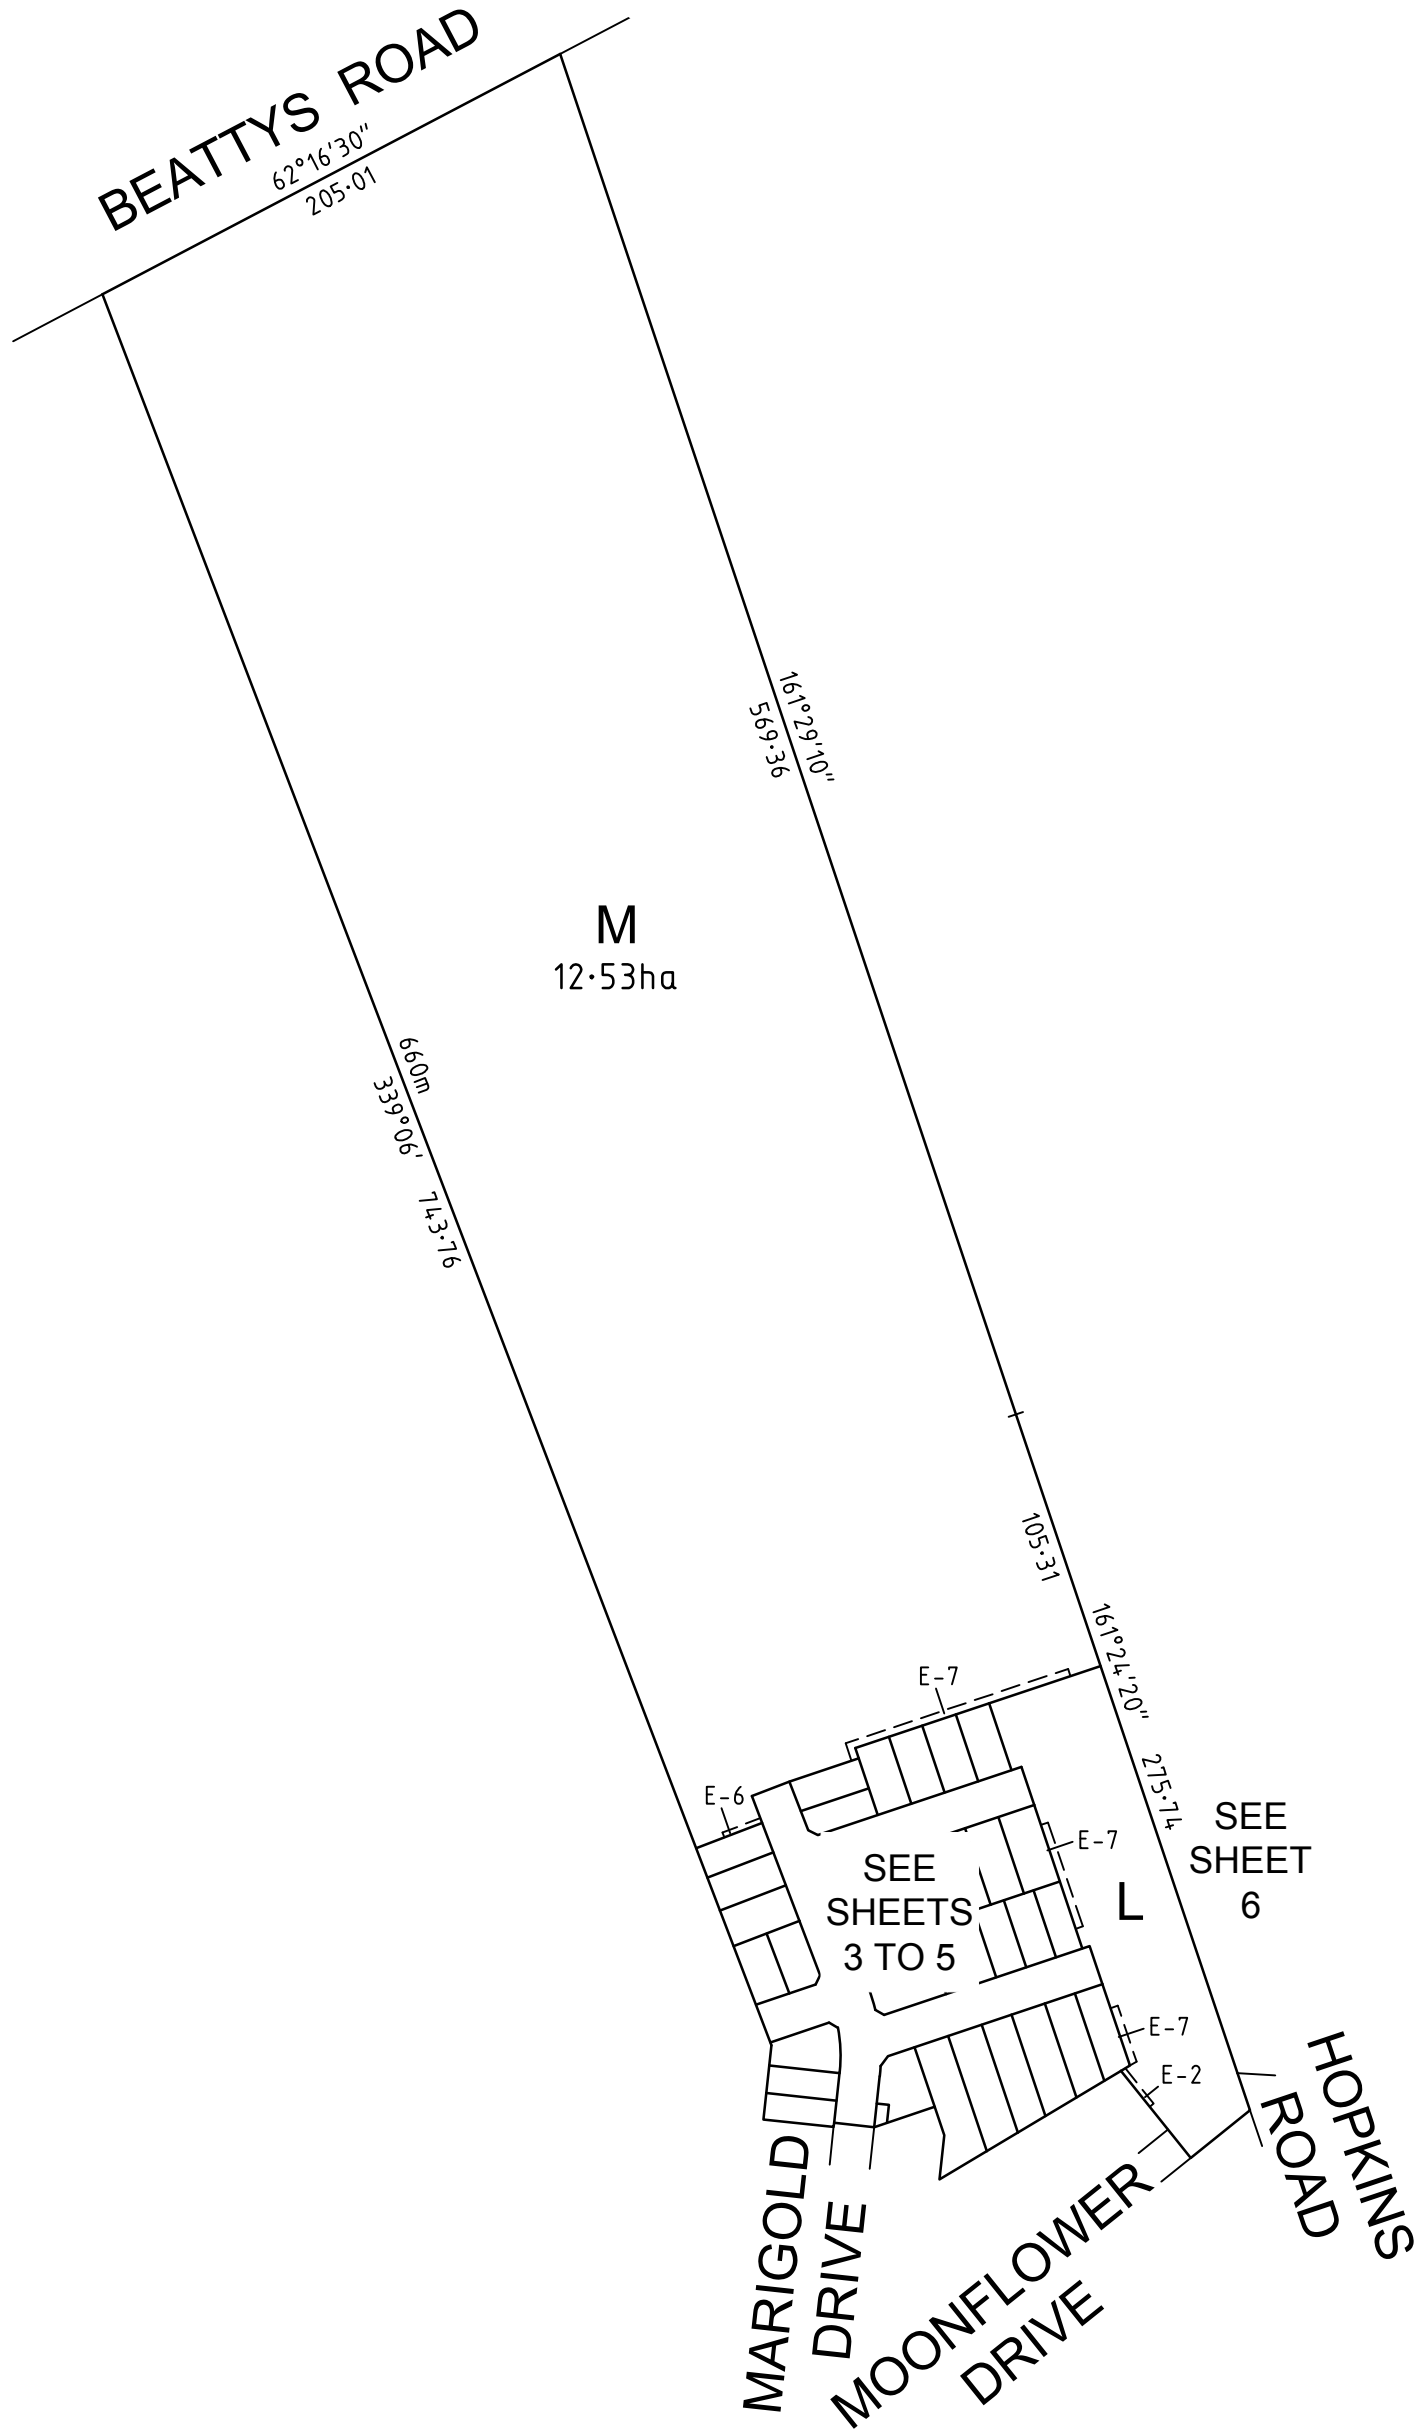 BEATTYS ROAD
62°16'30"
205·01
161°29'10"
569·36
M
12·53ha
660m
339°06' 743·76
105·31
161°24'20" 275·74
E-7
E-6
E-7
SEE
SHEET
6
SEE
SHEETS
3 TO 5
L
E-7
E-2
HOPKINS
ROAD
MARIGOLD
DRIVE
MOONFLOWER
DRIVE